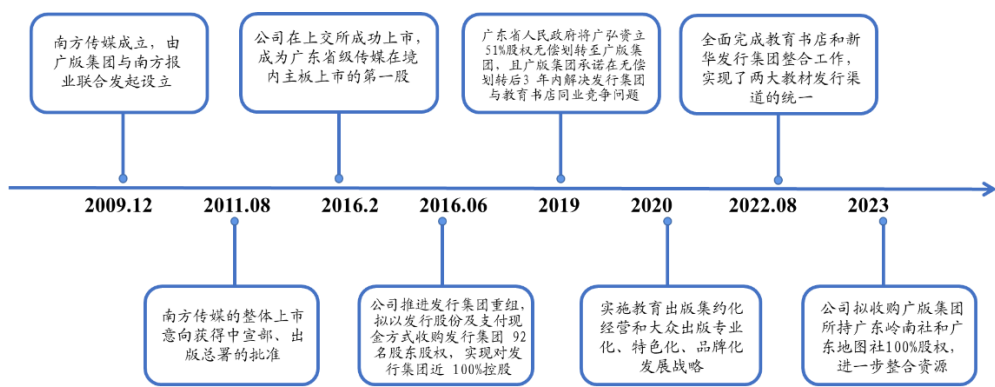 南方传媒成立，由
广版集团与南方报
业联合发起设立
公司在上交所成功上市，
成为广东省级传媒在境
内主板上市的第一股
广东省人民政府将广弘资立
51%股权无偿划转至广版集
团，且广版集团承诺在无偿
划转后3 年内解决发行集团
与教育书店同业竞争问题
全面完成教育书店和新
华发行集团整合工作，
实现了两大教材发行渠
道的统一
2009.12
2011.08
2016.2
2016.06
2019
2020
2022.08
2023
南方传媒的整体上市
意向获得中宣部、出
版总署的批准
公司推进发行集团重组，
拟以发行股份及支付现
金方式收购发行集团 92
名股东股权，实现对发
行集团近 100%控股
实施教育出版集约化
经营和大众出版专业
化、特色化、品牌化
发展战略
公司拟收购广版集团
所持广东岭南社和广
东地图社100%股权，
进一步整合资源